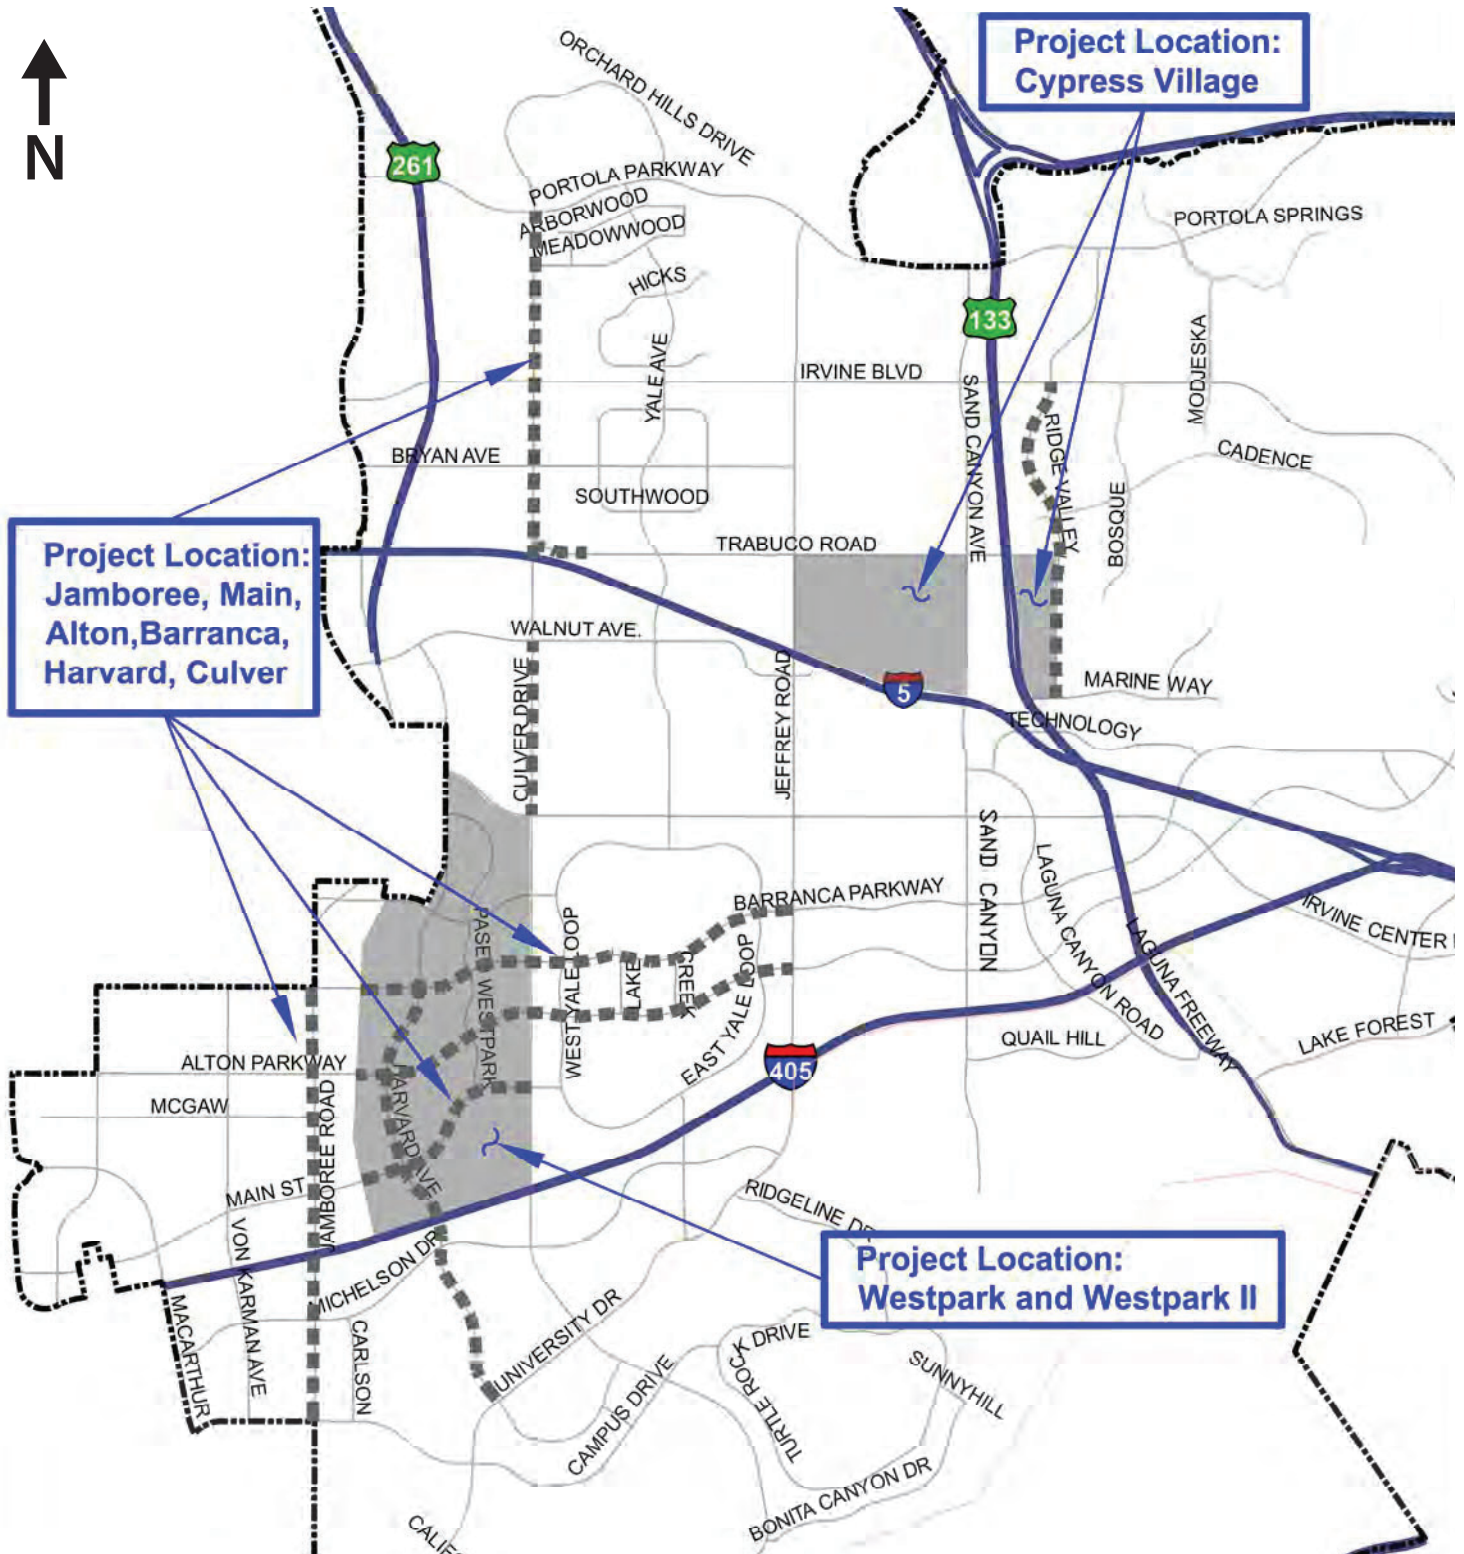 Project Location:
Cypress Village
N
ORCHARD HILLS DRIVE
261
PORTOLA PARKWAY
ARBORWOOD
MEADOWWOOD
PORTOLA SPRINGS
HICKS
133
YALE AVE
IRVINE BLVD
SAND CANYON AVE
MODJESKA
RIDGE VALLEY
BRYAN AVE
CADENCE
SOUTHWOOD
BOSQUE
TRABUCO ROAD
Project Location:
Jamboree, Main,
Alton,Barranca,
Harvard, Culver
WALNUT AVE.
CULVER DRIVE
JEFFREY ROAD
5
MARINE WAY
TECHNOLOGY
SAND CANYON
LAGUNA CANYON ROAD
BARRANCA PARKWAY
IRVINE CENTER
LAGUNA FREEWAY
PASEO WESTPARK
WEST YALE LOOP
LAKE
CREEK
EAST YALE LOOP
QUAIL HILL
LAKE FOREST
405
ALTON PARKWAY
MCGAW
JAMBOREE ROAD
HARVARD AVE
MAIN ST
VON KARMAN AVE
RIDGELINE DR
MICHELSON DR
Project Location:
Westpark and Westpark II
MACARTHUR
CARLSON
UNIVERSITY DR
CAMPUS DRIVE
TURTLE ROCK DRIVE
SUNNYHILL
BONITA CANYON DR
CALIF